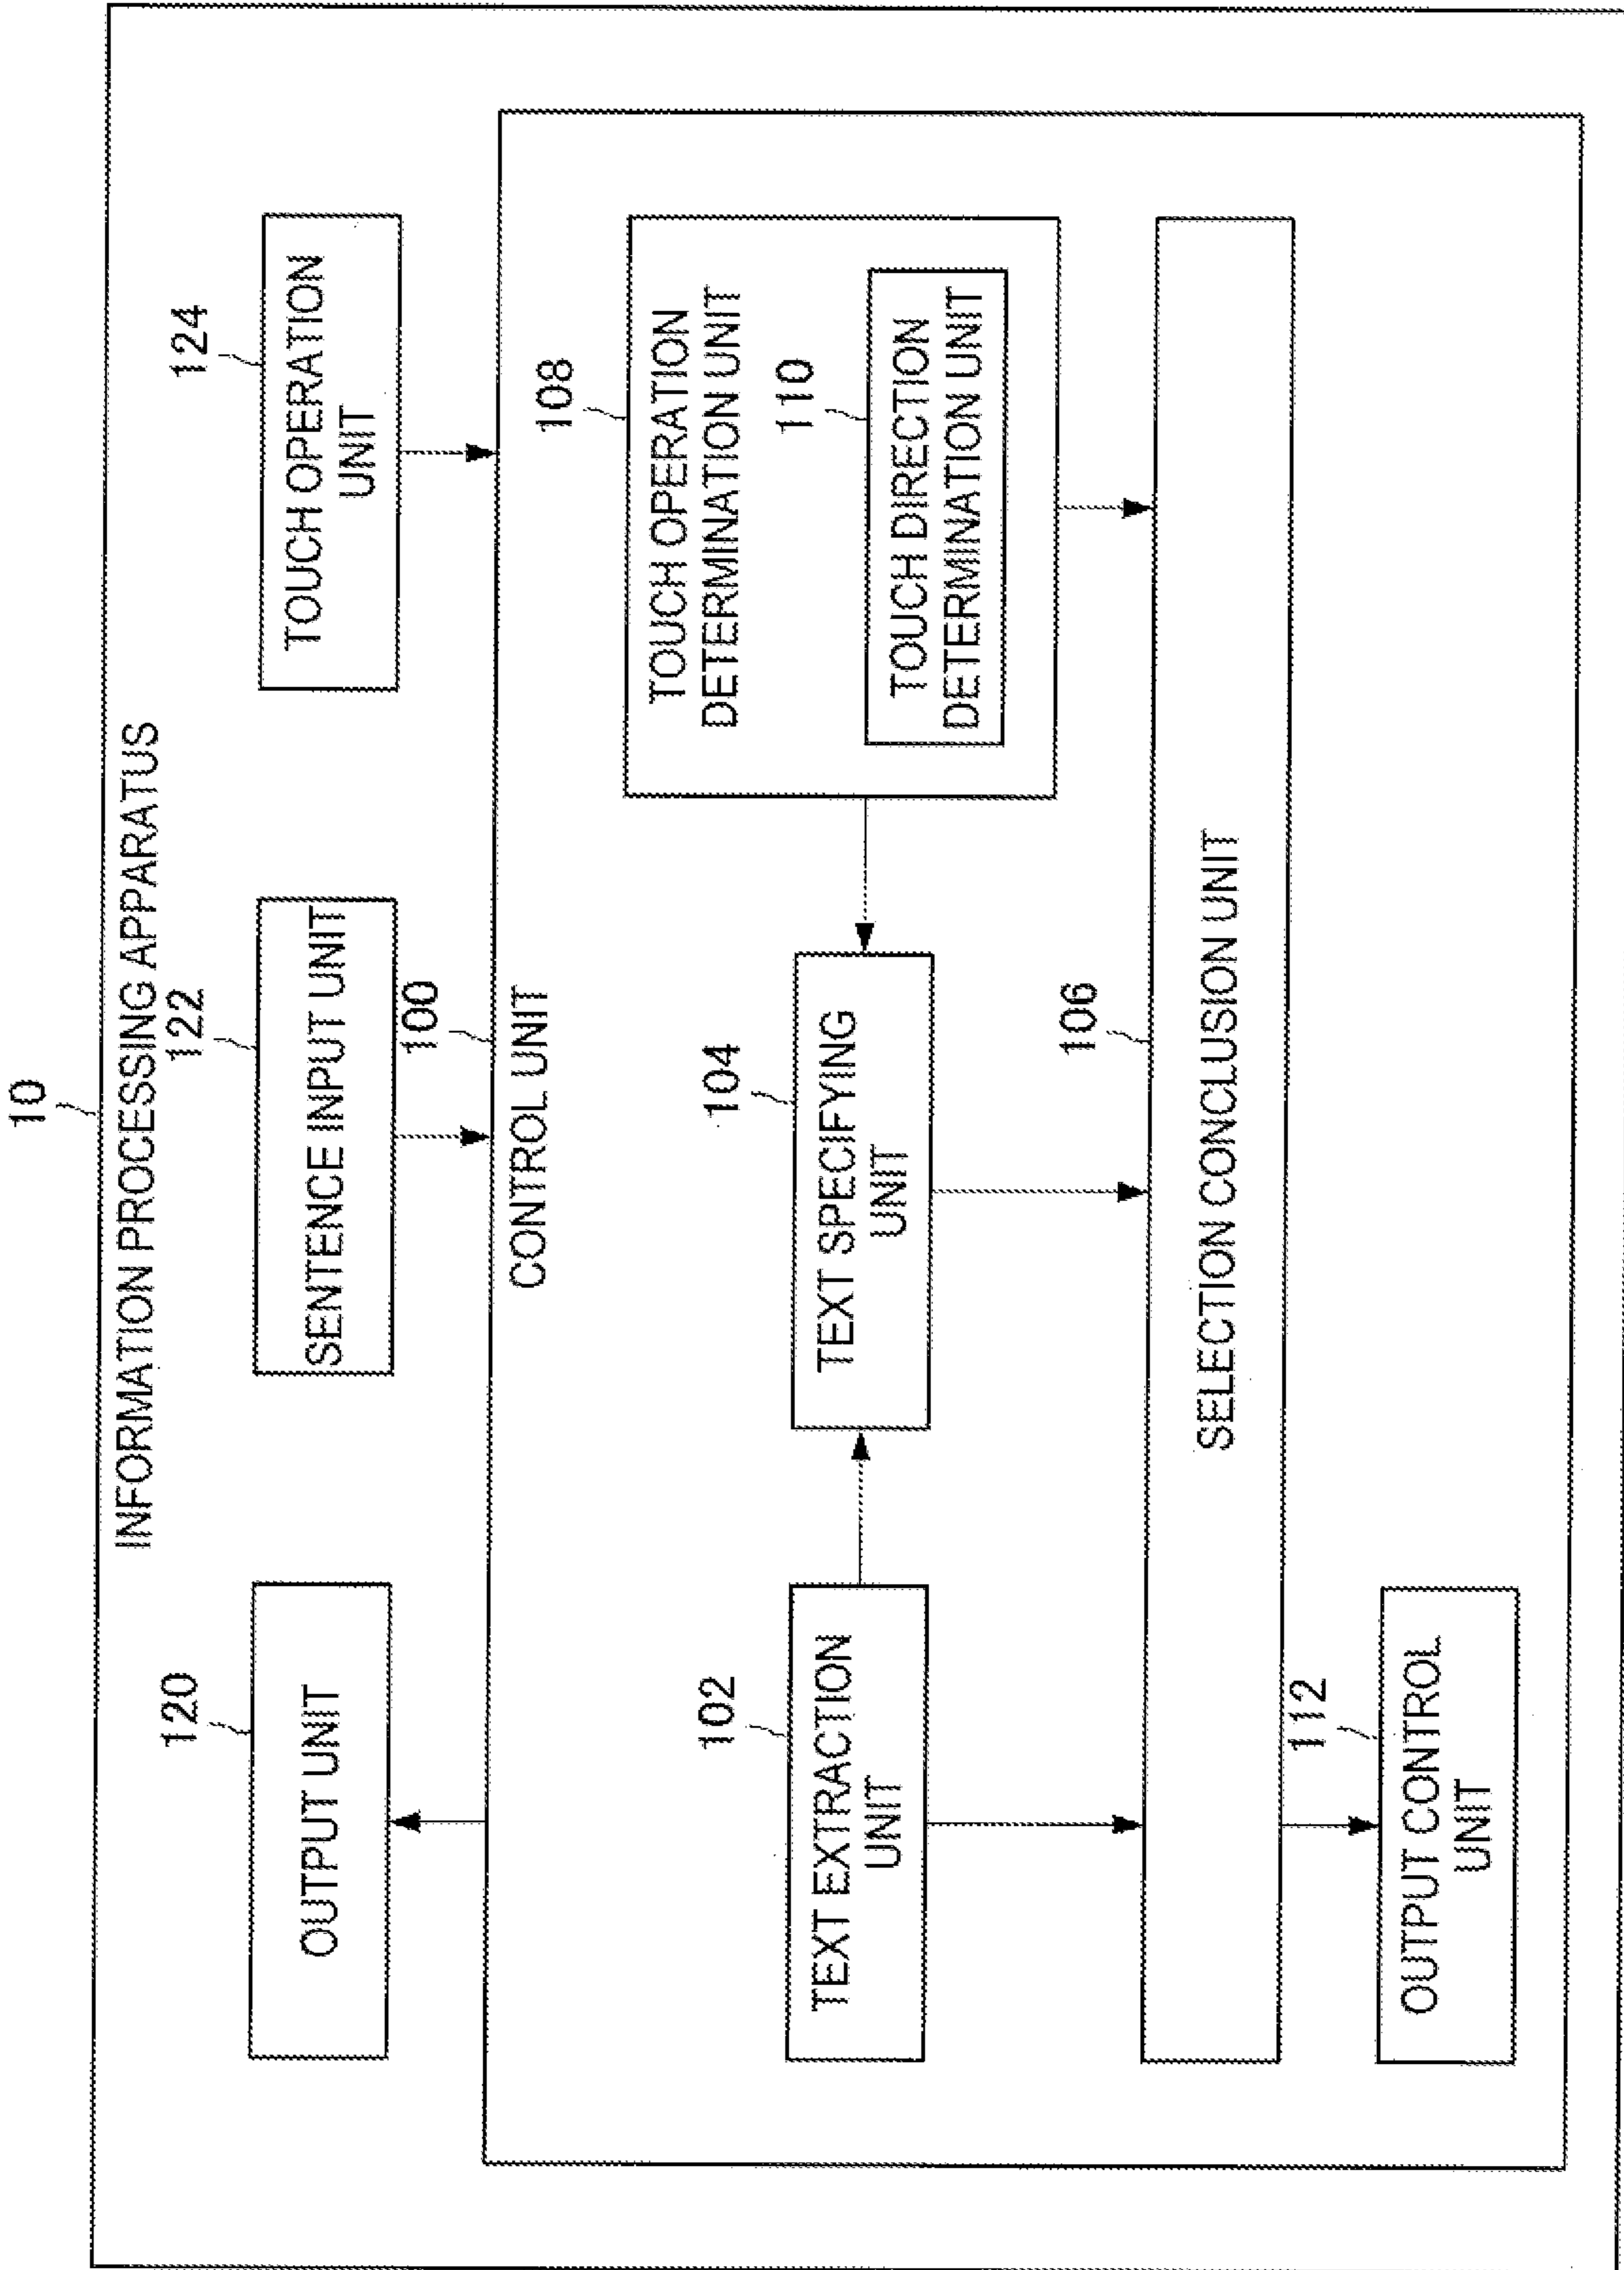 10
INFORMATION PROCESSING APPARATUS
120
OUTPUT UNIT
122
SENTENCE INPUT UNIT
124
TOUCH OPERATION
UNIT
100
CONTROL UNIT
102
TEXT EXTRACTION
UNIT
104
TEXT SPECIFYING
UNIT
108
TOUCH OPERATION
DETERMINATION UNIT
110
TOUCH DIRECTION
DETERMINATION UNIT
106
SELECTION CONCLUSION UNIT
112
OUTPUT CONTROL
UNIT